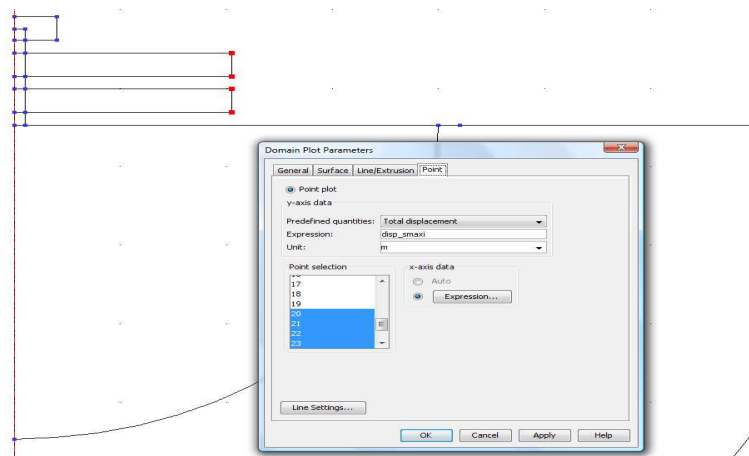 Domain Plot Parameters
General Surface Line/Extrusion Point
Point plot
y-axis data
Predefined quantities: Total displacement
Expression: disp_smaxi
Unit: m
Point selection
x-axis data
17
18
19
20
21
22
23
Auto
Expression...
Line Settings...
OK Cancel Apply Help